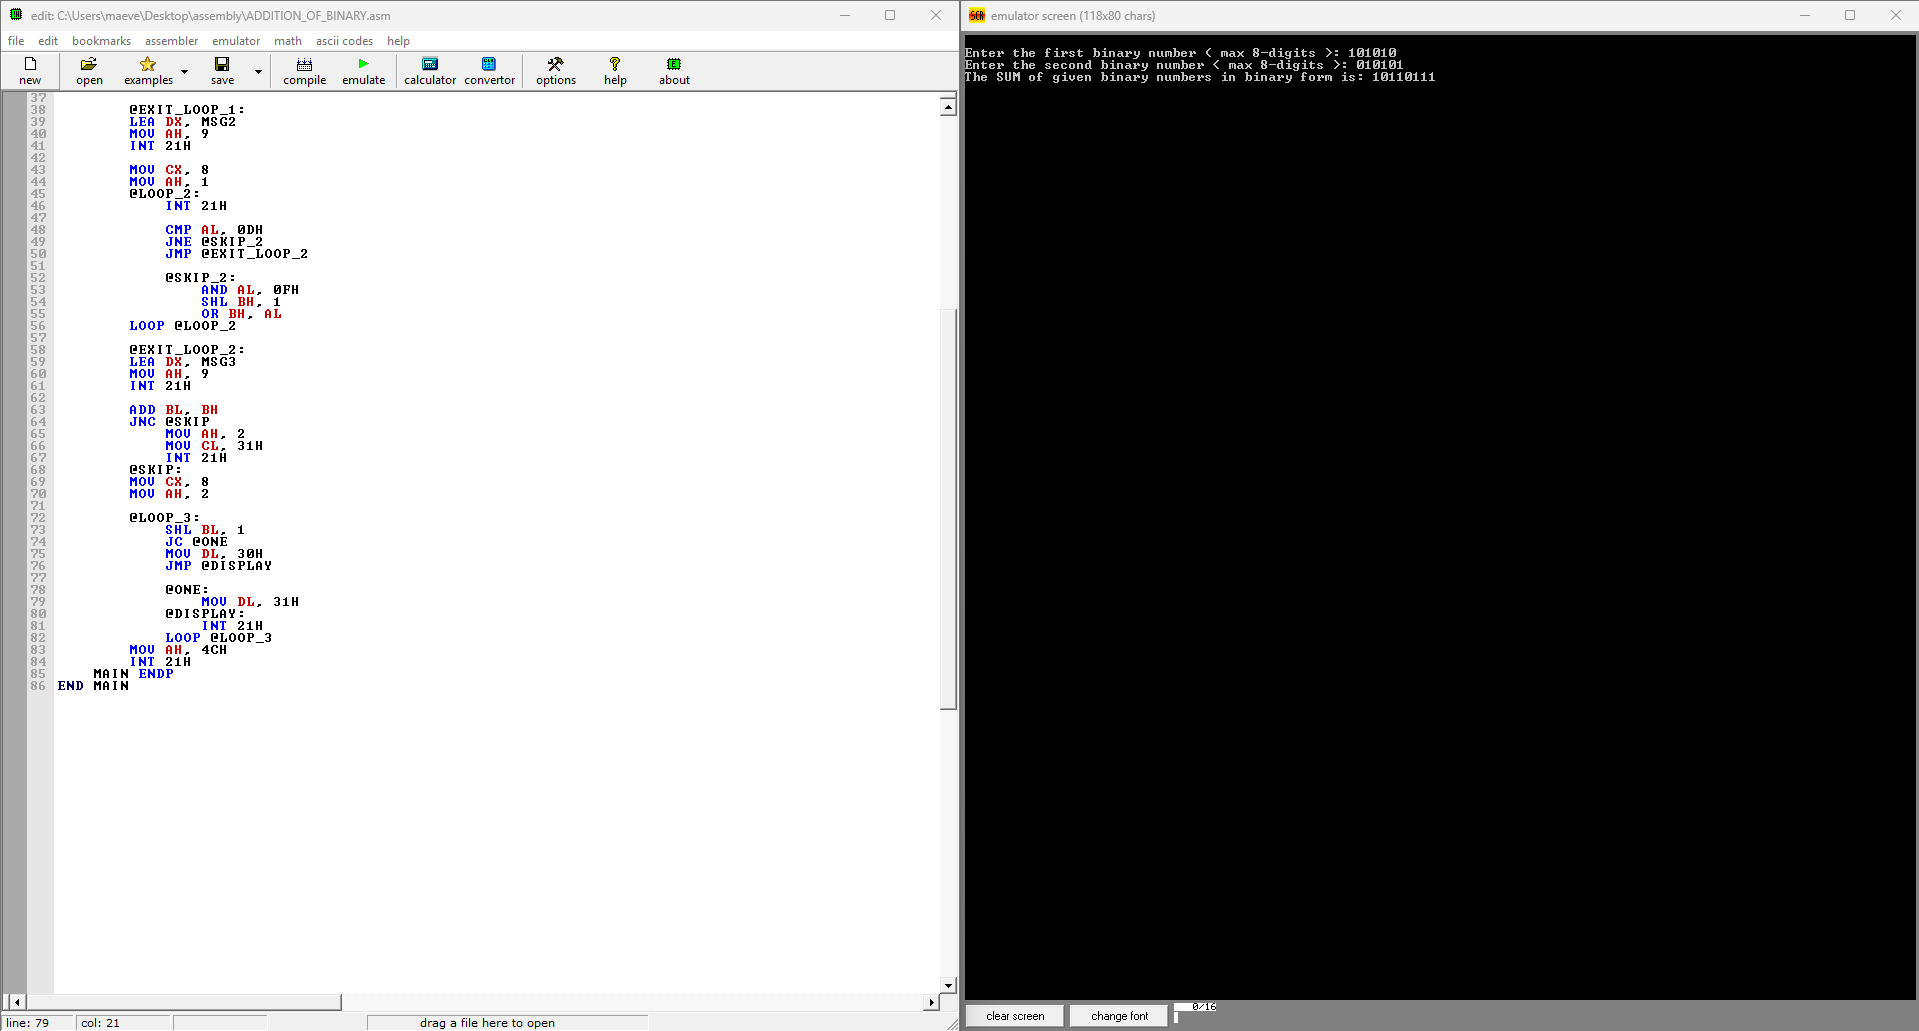 edit: C:\Users\maeve\Desktop\assembly\ADDITION_OF_BINARY.asm
file edit bookmarks assembler emulator math ascii codes help
new open examples save compile emulate calculator convertor options help about
37
38 @EXIT_LOOP_1:
39 LEA DX, MSG2
40 MOV AH, 9
41 INT 21H
42
43 MOV CX, 8
44 MOV AH, 1
45 @LOOP_2:
46 INT 21H
47
48 CMP AL, 0DH
49 JNE @SKIP_2
50 JMP @EXIT_LOOP_2
51
52 @SKIP_2:
53 AND AL, 0FH
54 SHL BH, 1
55 OR BH, AL
56 LOOP @LOOP_2
57
58 @EXIT_LOOP_2:
59 LEA DX, MSG3
60 MOV AH, 9
61 INT 21H
62
63 ADD BL, BH
64 JNC @SKIP
65 MOV AH, 2
66 MOV CL, 31H
67 INT 21H
68 @SKIP:
69 MOV CX, 8
70 MOV AH, 2
71
72 @LOOP_3:
73 SHL BL, 1
74 JC @ONE
75 MOV DL, 30H
76 JMP @DISPLAY
77
78 @ONE:
79 MOV DL, 31H
80 @DISPLAY:
81 INT 21H
82 LOOP @LOOP_3
83 MOV AH, 4CH
84 INT 21H
85 MAIN ENDP
86 END MAIN
line: 79 col: 21 drag a file here to open
SCR emulator screen (118x80 chars)
Enter the first binary number ( max 8-digits ): 101010
Enter the second binary number ( max 8-digits ): 010101
The SUM of given binary numbers in binary form is: 10110111
clear screen change font 0/16